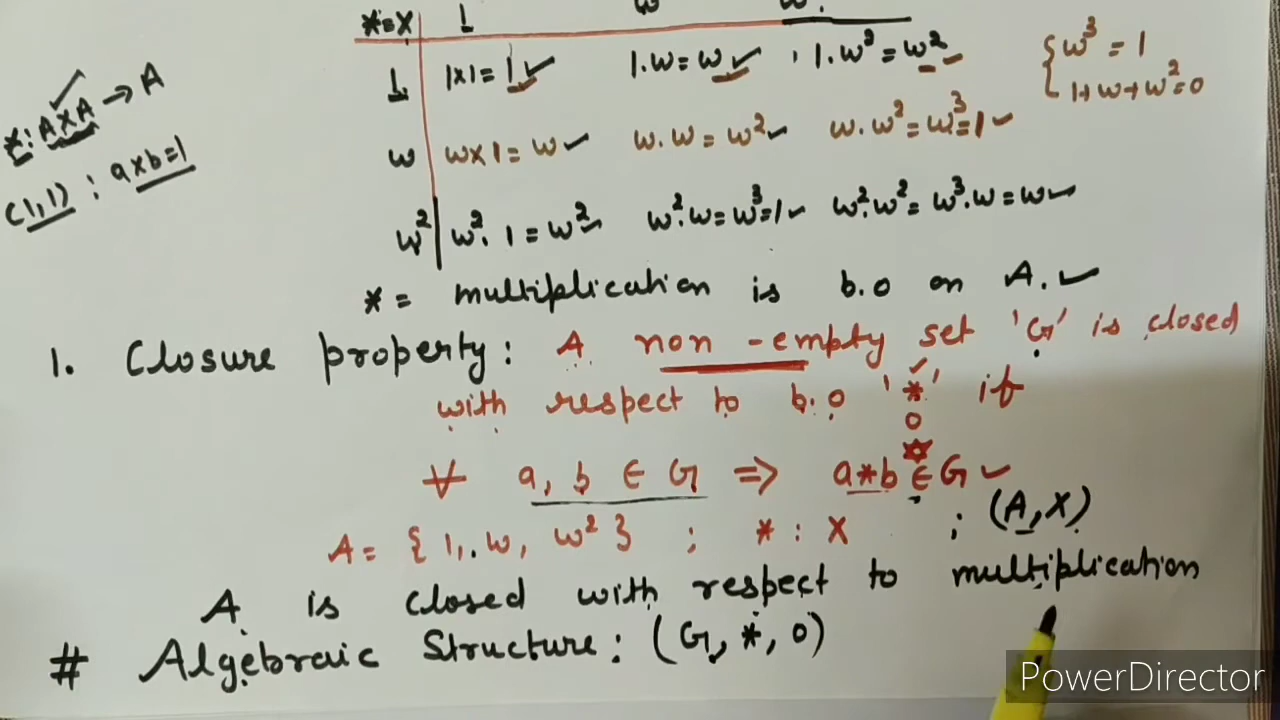 *=x 1 w w².
1 1x1=1✓ 1.w=w✓ , 1.w²=w² {w³=1
*: AXA → A 1+w+w²=0
w wx1=w✓ w.w=w²✓ w.w²=w³=1✓
(1,1) : axb=1
w² w².1=w²✓ w².w=w³=1✓ w².w²=w³.w=w✓
*= multiplication is b.o on A.✓
1. Closure property: A non-empty set 'G' is closed
with respect to b.o '*' if
o
∀ a, b ∈ G => a*b ∈ G✓
A= {1, w, w²} ; *: X ; (A,X)
A is closed with respect to multiplication
# Algebraic Structure: (G, *, 0)
PowerDirector